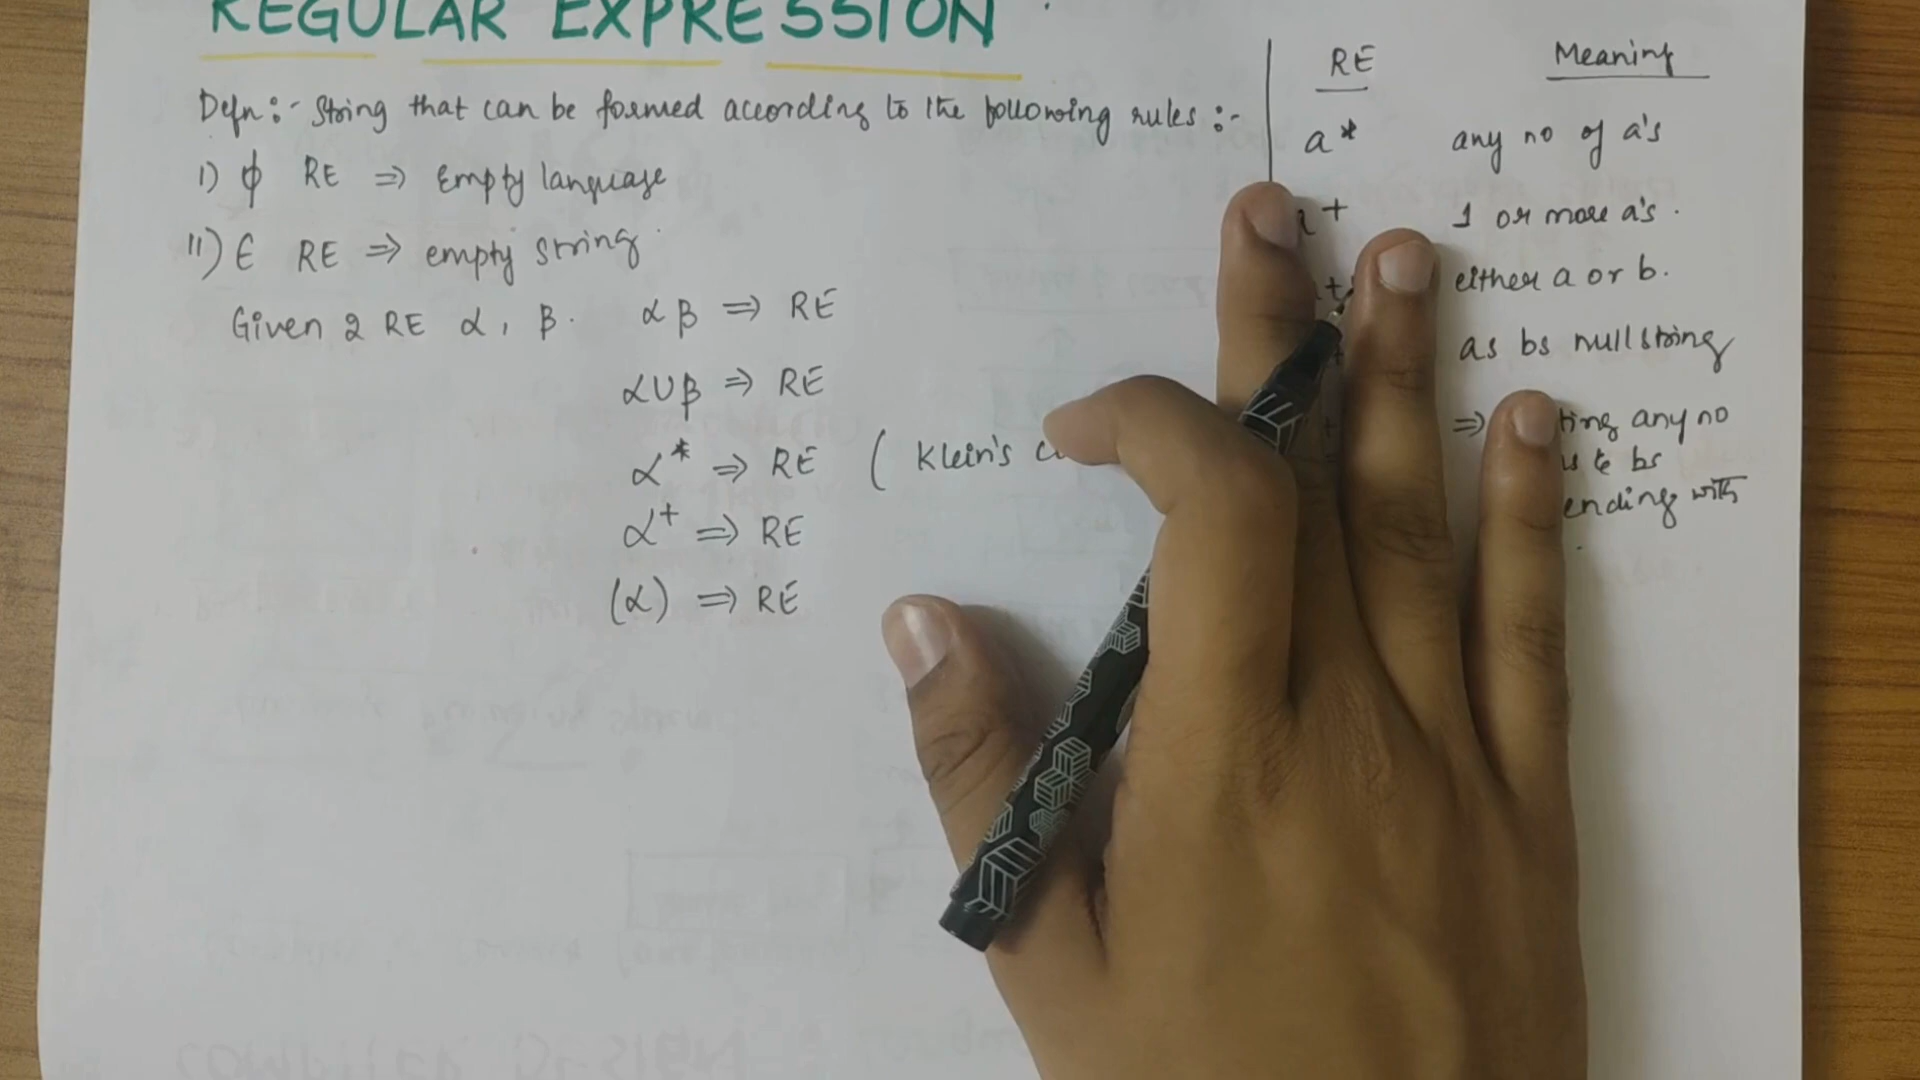 REGULAR EXPRESSION
Defn :- String that can be formed according to the following rules :-
i) ϕ RE ⇒ Empty language
ii) ∈ RE ⇒ empty string.
Given 2 RE α, β. αβ ⇒ RE
α∪β ⇒ RE
α* ⇒ RE ( Klein's
α+ ⇒ RE
(α) ⇒ RE
RE Meaning
a* any no of a's
+ 1 or more a's.
+ either a or b.
as bs null string
⇒ any no
& bs
ending with